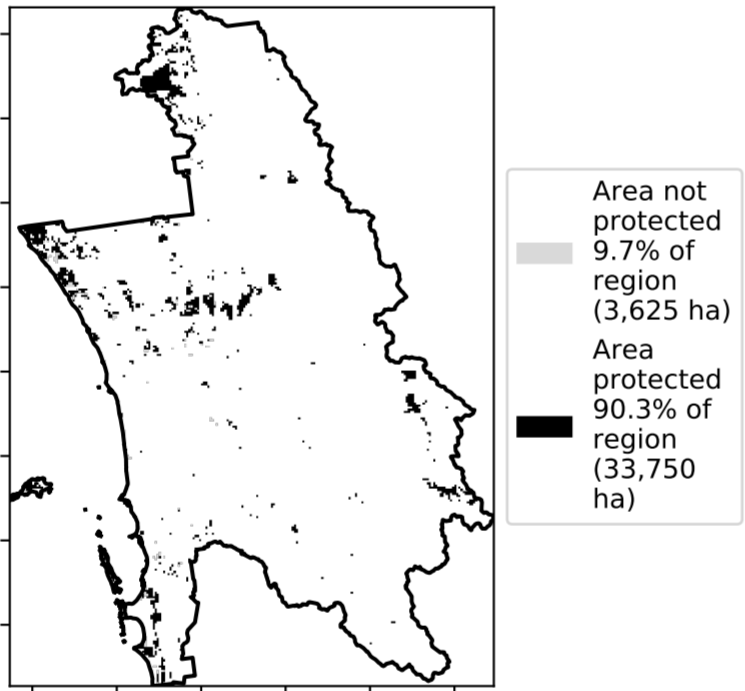 Area not
protected
9.7% of
region
(3,625 ha)
Area
protected
90.3% of
region
(33,750
ha)